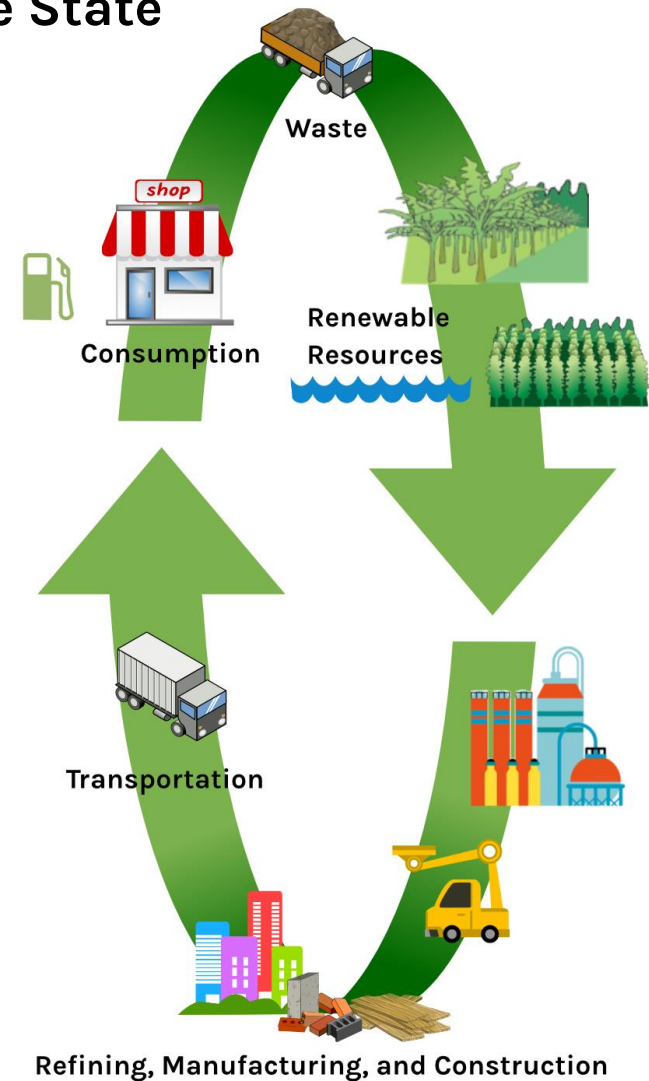 State
Waste
shop
Renewable
Resources
Consumption
Transportation
Refining, Manufacturing, and Construction